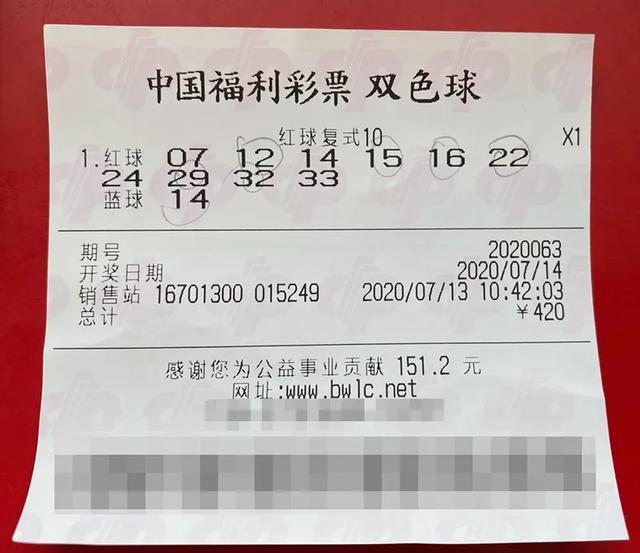 中国福利彩票 双色球
红球复式10 X1
1.红球 07 12 14 15 16 22
24 29 32 33
蓝球 14
期号 2020063
开奖日期 2020/07/14
销售站 16701300 015249 2020/07/13 10:42:03
总计 ¥420
感谢您为公益事业贡献 151.2 元
网址:www.bwlc.net